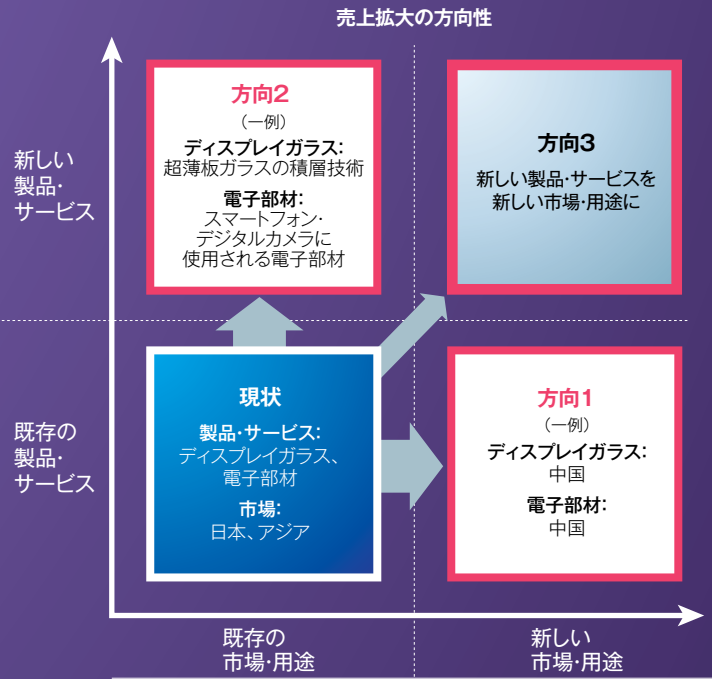 売上拡大の方向性
新しい
製品・
サービス
方向2
（一例）
ディスプレイガラス：
超薄板ガラスの積層技術
電子部材：
スマートフォン・
デジタルカメラに
使用される電子部材
方向3
新しい製品・サービスを
新しい市場・用途に
既存の
製品・
サービス
現状
製品・サービス：
ディスプレイガラス、
電子部材
市場：
日本、アジア
方向1
（一例）
ディスプレイガラス：
中国
電子部材：
中国
既存の
市場・用途
新しい
市場・用途